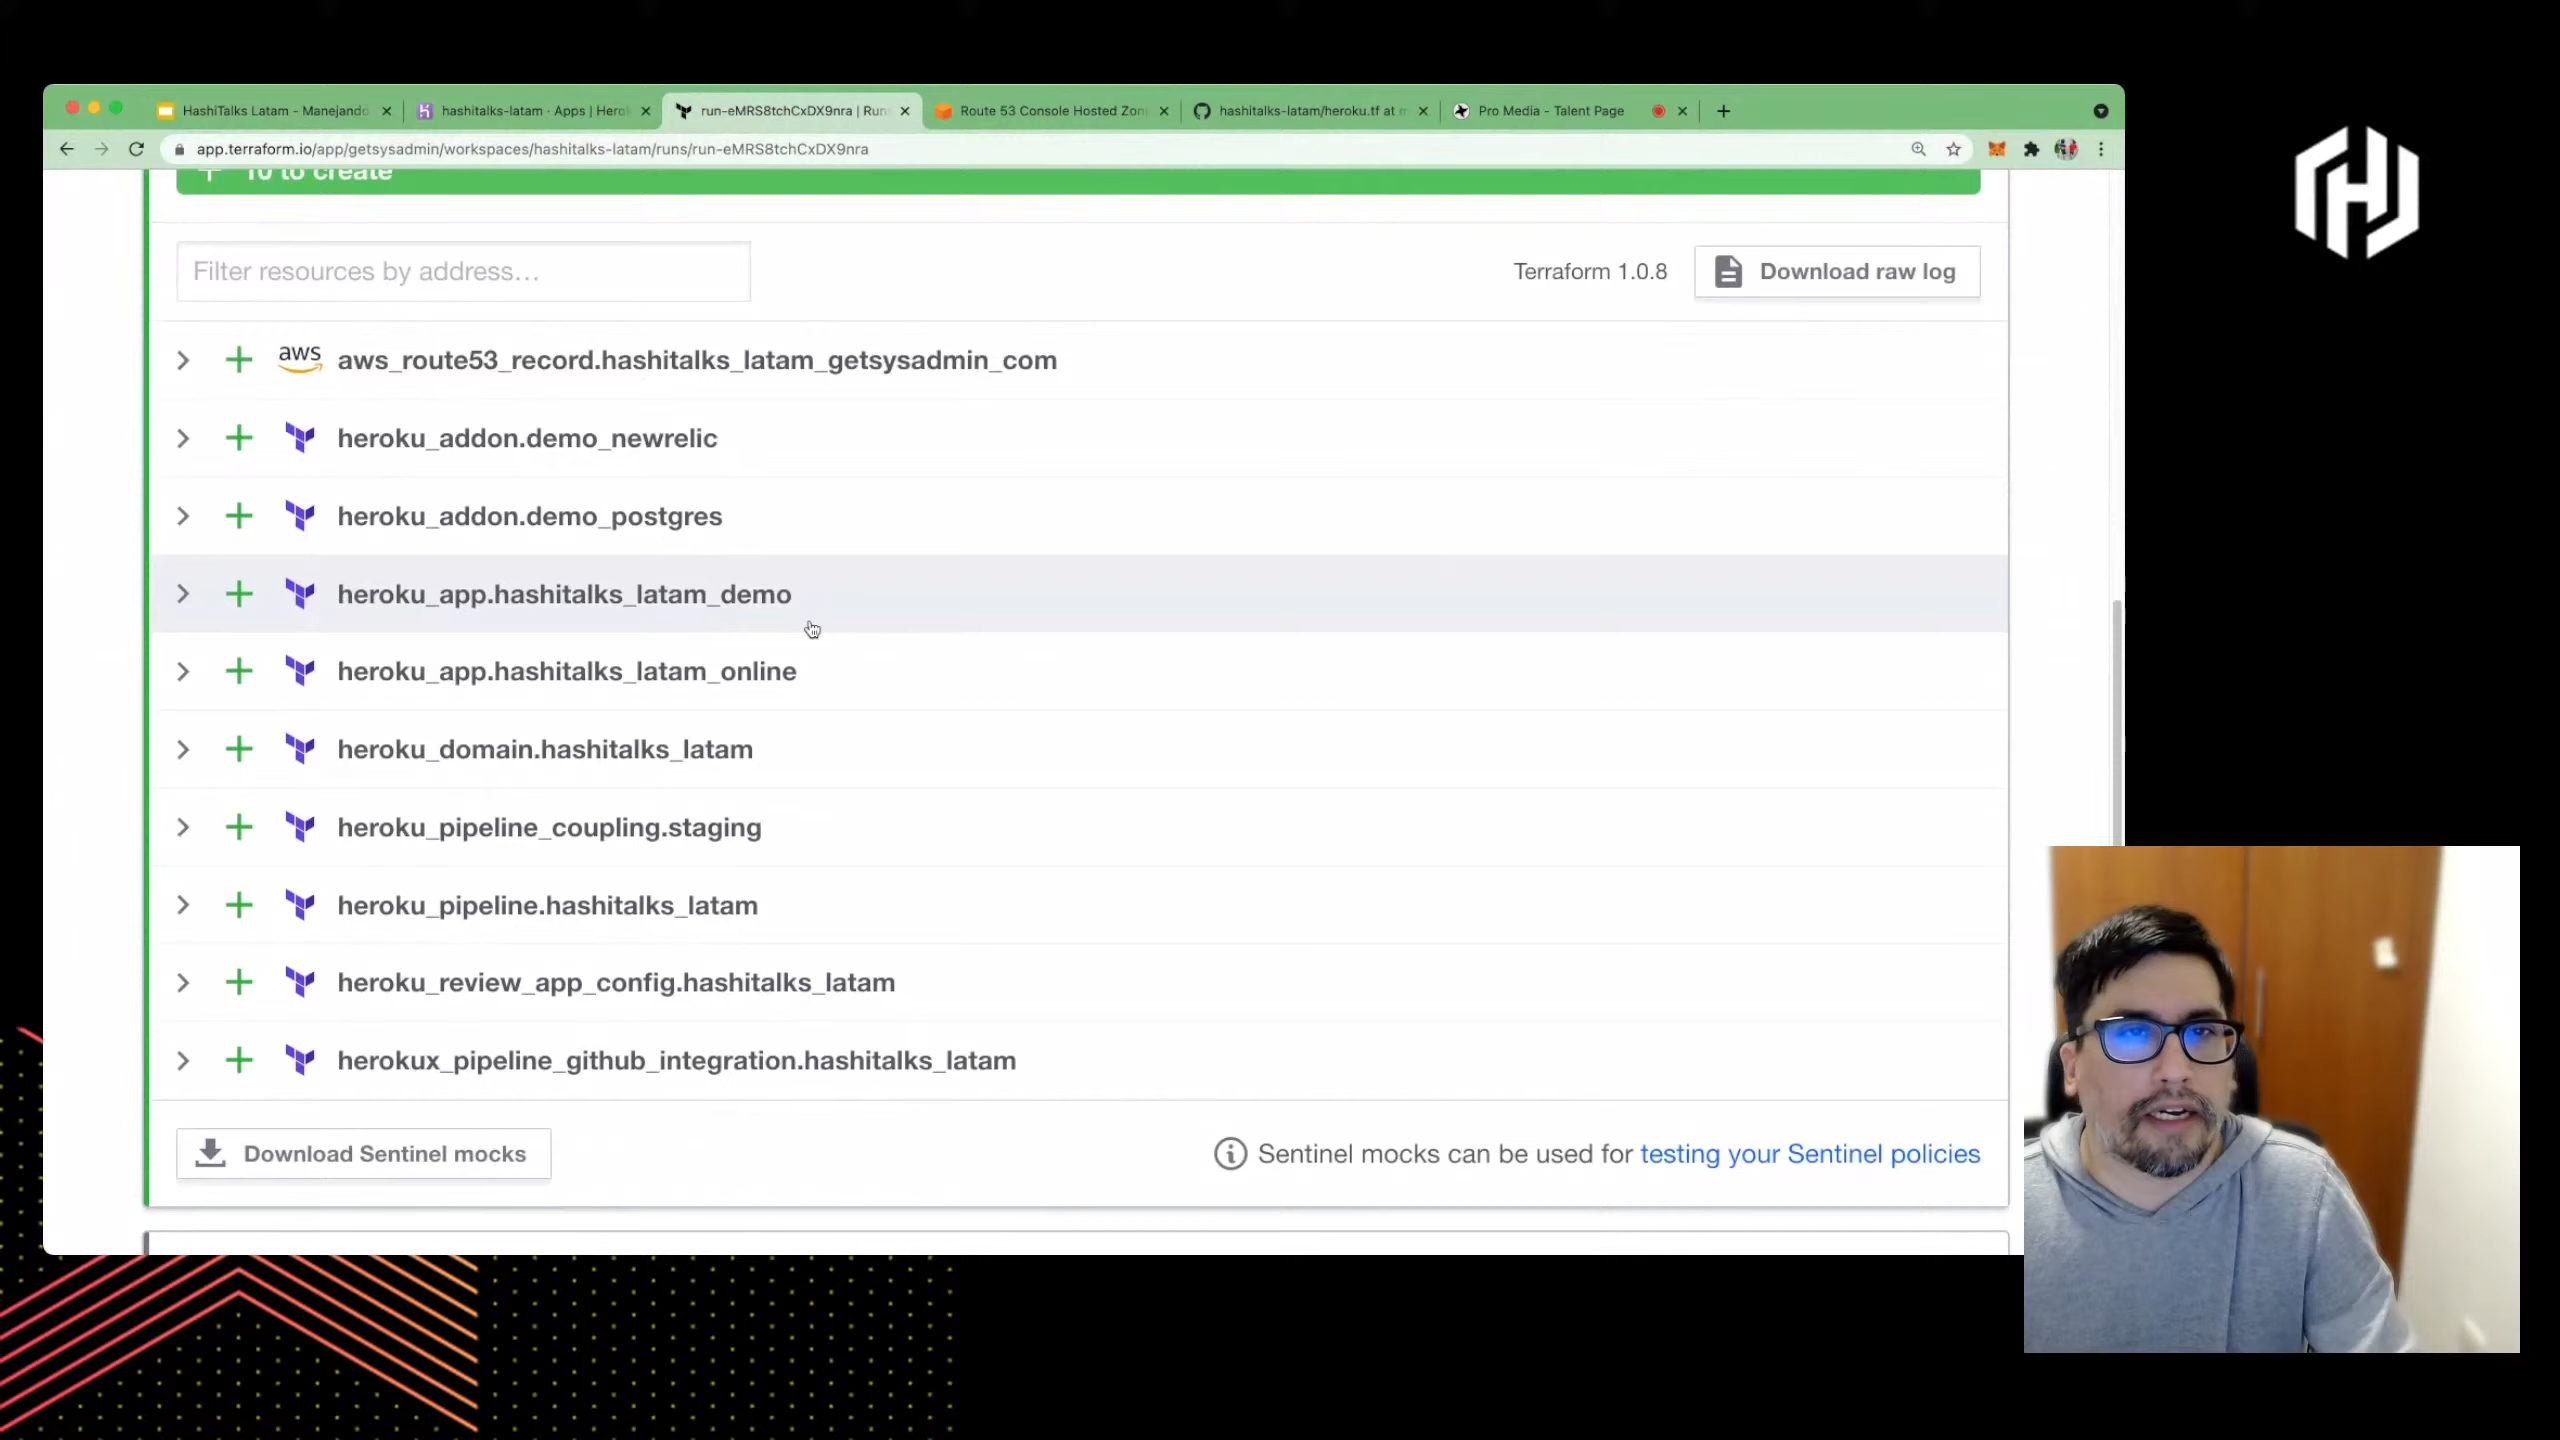 HashiTalks Latam - Manejando
hashitalks-latam · Apps | Hero
run-eMRS8tchCxDX9nra | Run
Route 53 Console Hosted Zon
hashitalks-latam/heroku.tf at m
Pro Media - Talent Page
app.terraform.io/app/getsysadmin/workspaces/hashitalks-latam/runs/run-eMRS8tchCxDX9nra
+ 10 to create
Filter resources by address…
Terraform 1.0.8
Download raw log
aws aws_route53_record.hashitalks_latam_getsysadmin_com
heroku_addon.demo_newrelic
heroku_addon.demo_postgres
heroku_app.hashitalks_latam_demo
heroku_app.hashitalks_latam_online
heroku_domain.hashitalks_latam
heroku_pipeline_coupling.staging
heroku_pipeline.hashitalks_latam
heroku_review_app_config.hashitalks_latam
herokux_pipeline_github_integration.hashitalks_latam
Download Sentinel mocks
Sentinel mocks can be used for testing your Sentinel policies